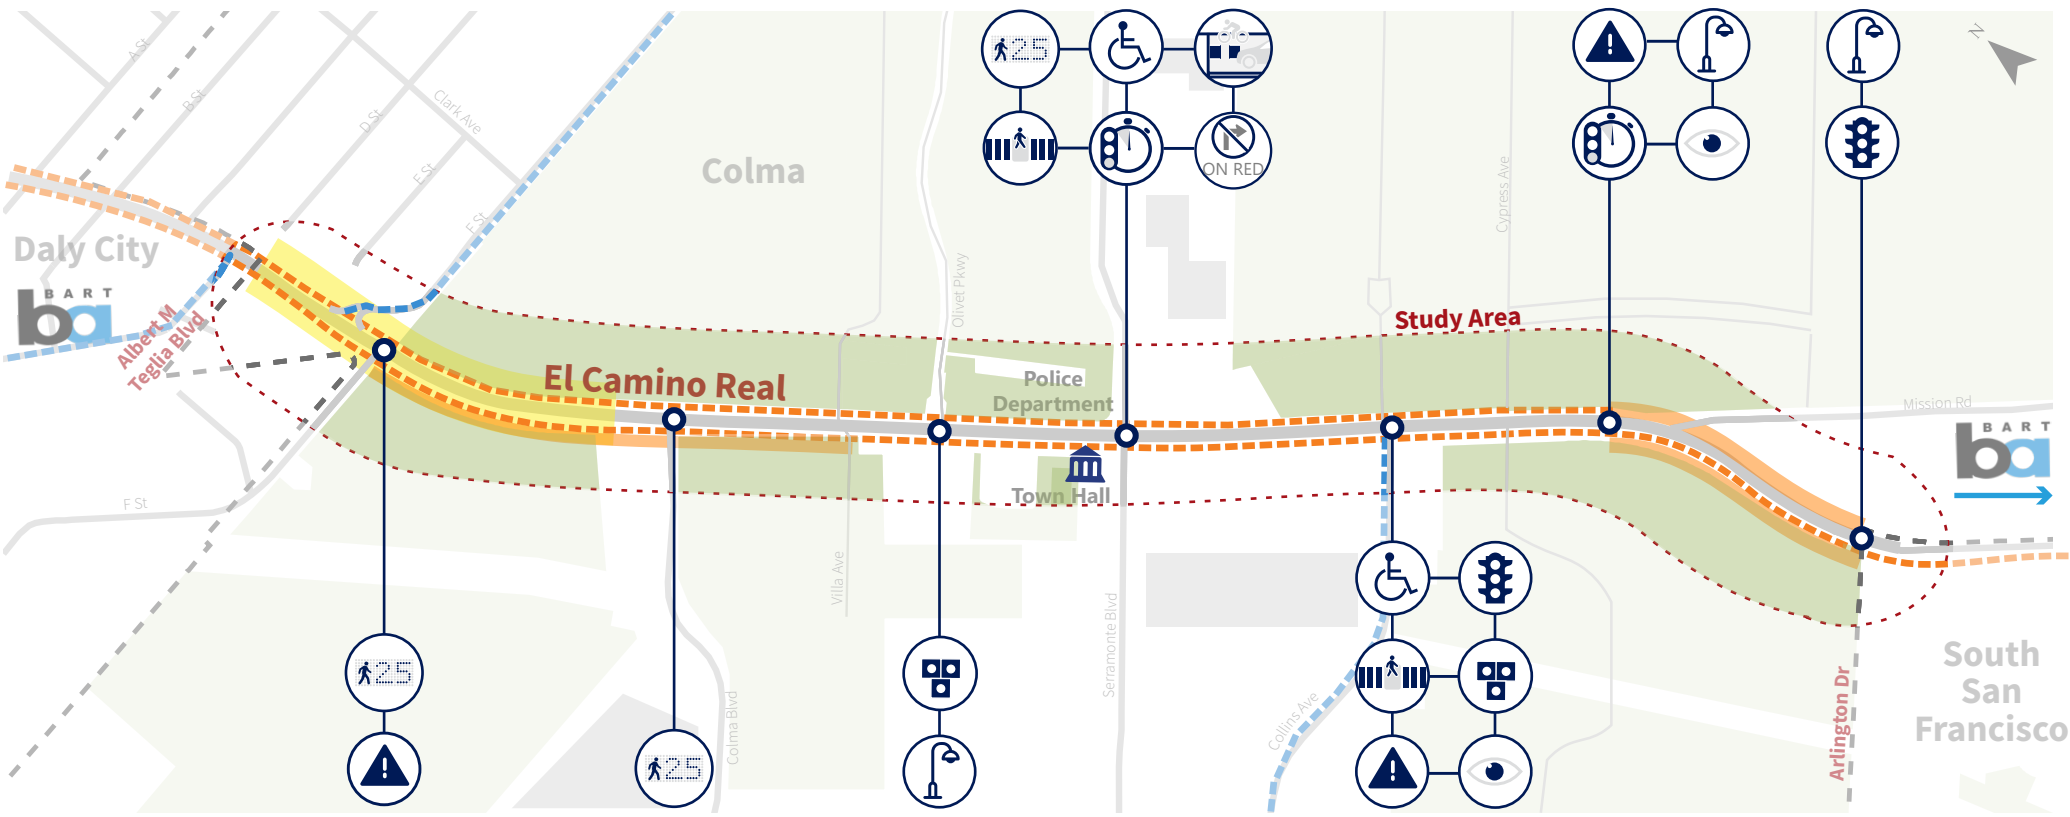 A St
B St
D St
Clark Ave
E St
F St
Daly City
BART
ba
Albert M
Teglia Blvd
F St
Colma
El Camino Real
Olivet Pkwy
Police
Department
Town Hall
Villa Ave
Colma Blvd
Serramonte Blvd
Collins Ave
25
25
25
ON RED
Study Area
Cypress Ave
N
Mission Rd
BART
ba
Arlington Dr
South
San
Francisco